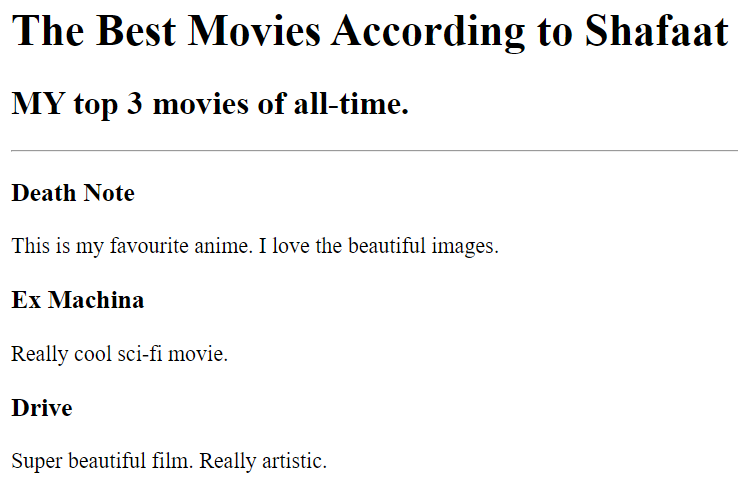 The Best Movies According to Shafaat
MY top 3 movies of all-time.
Death Note
This is my favourite anime. I love the beautiful images.
Ex Machina
Really cool sci-fi movie.
Drive
Super beautiful film. Really artistic.